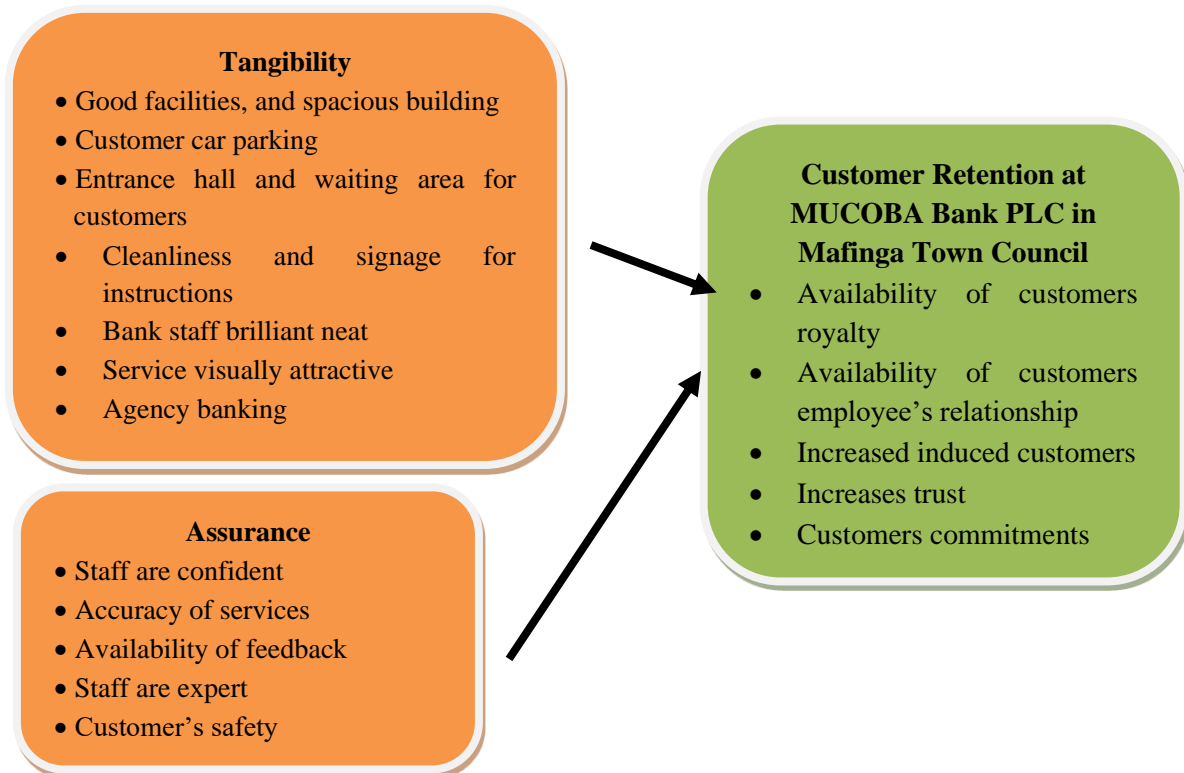 Tangibility
• Good facilities, and spacious building
• Customer car parking
• Entrance hall and waiting area for
customers
• Cleanliness and signage for
instructions
• Bank staff brilliant neat
• Service visually attractive
• Agency banking
Assurance
• Staff are confident
• Accuracy of services
• Availability of feedback
• Staff are expert
• Customer’s safety
Customer Retention at
MUCOBA Bank PLC in
Mafinga Town Council
• Availability of customers
royalty
• Availability of customers
employee’s relationship
• Increased induced customers
• Increases trust
• Customers commitments